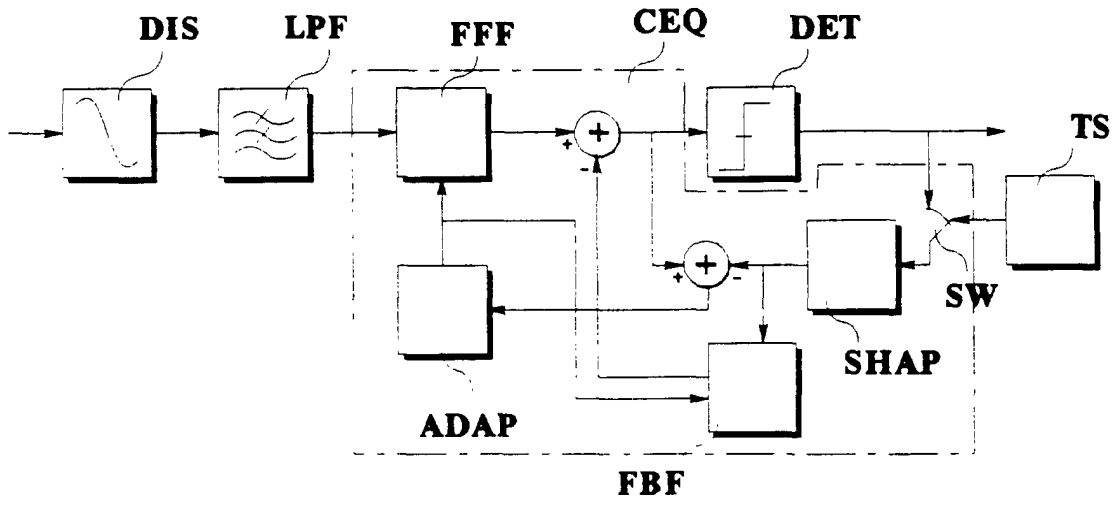 DIS
LPF
FFF
CEQ
DET
TS
+
+
-
+
+
-
SW
SHAP
ADAP
FBF